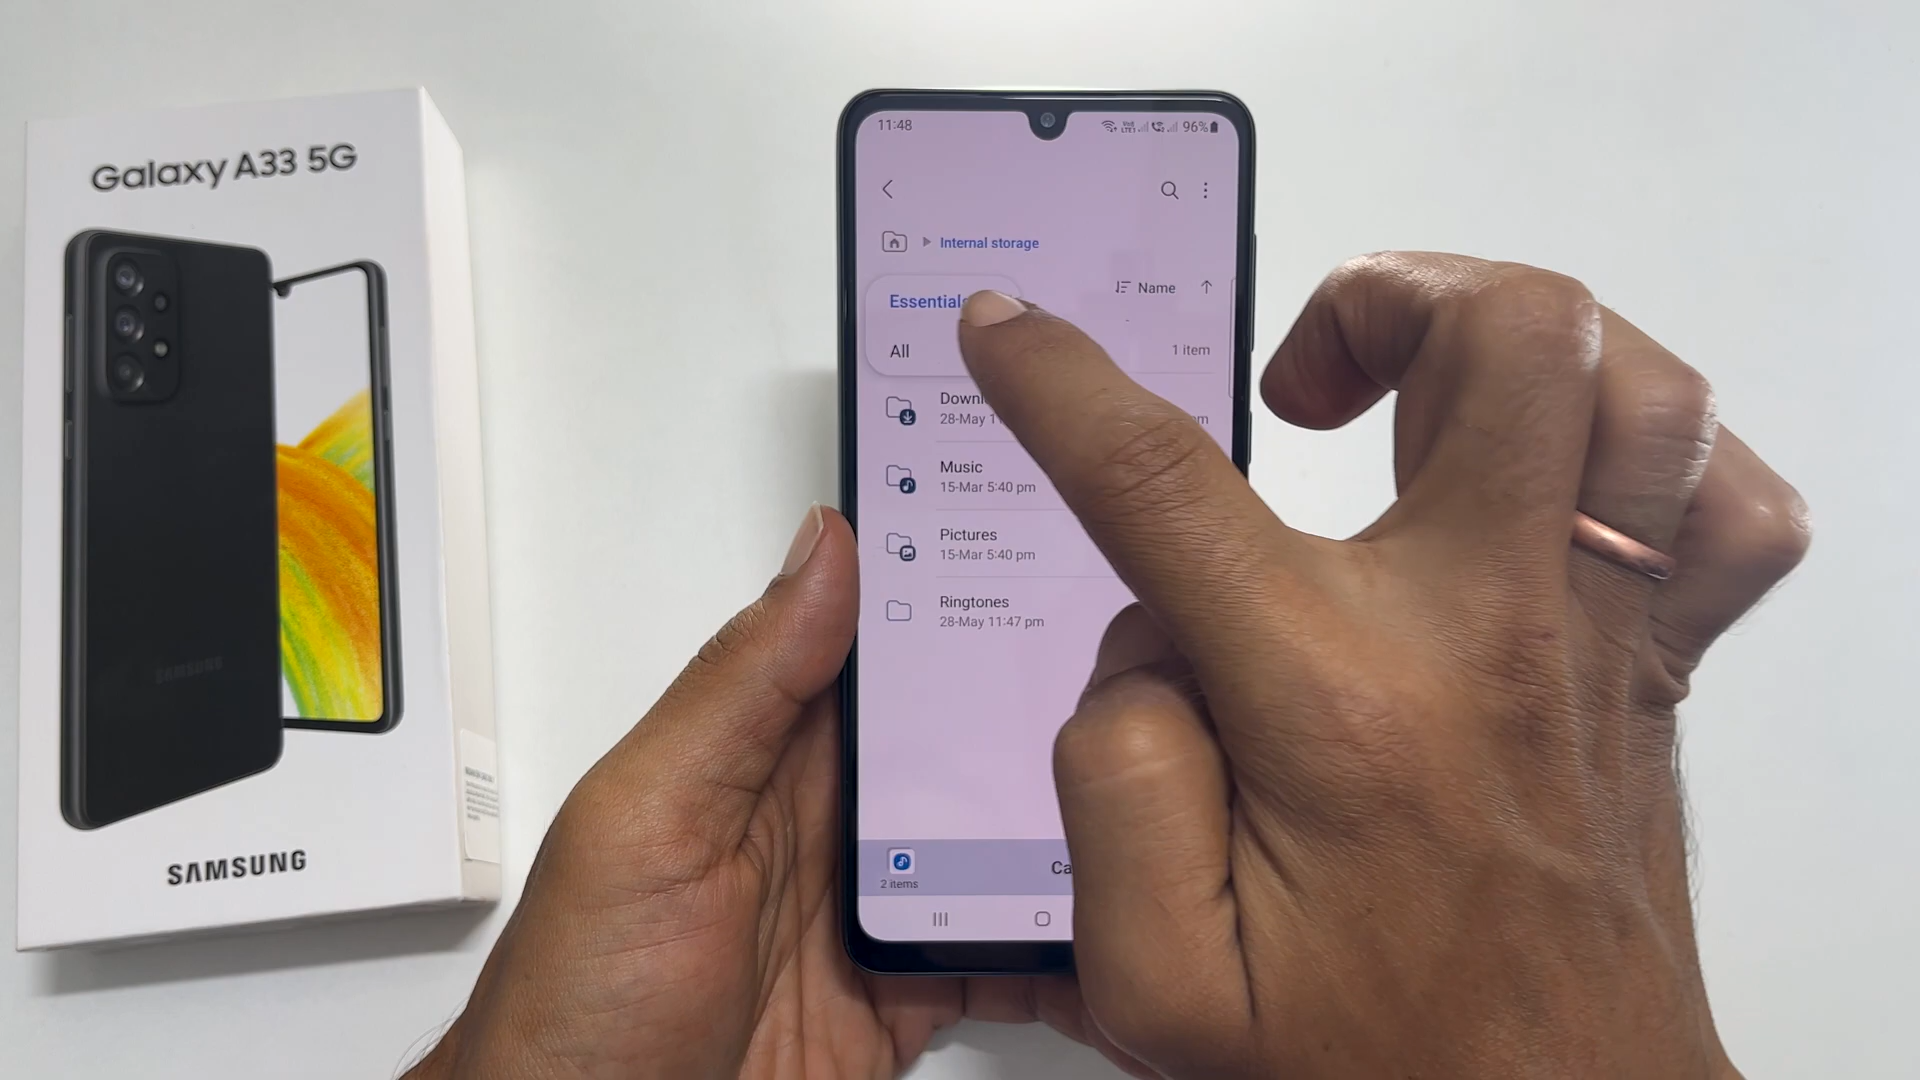 Galaxy A33 5G
SAMSUNG
SAMSUNG
11:48
96%
Internal storage
Essentials
Name
All
1 item
28-May
Music
15-Mar 5:40 pm
Pictures
15-Mar 5:40 pm
Ringtones
28-May 11:47 pm
2 items